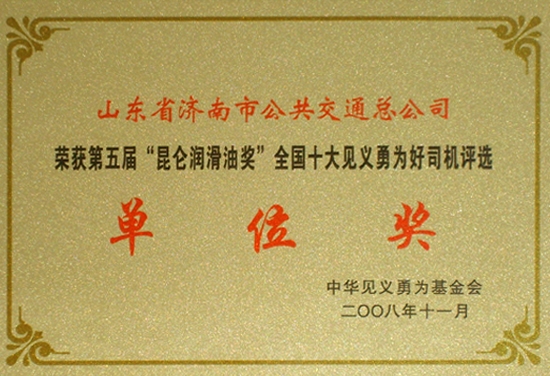 山东省济南市公共交通总公司
荣获第五届“昆仑润滑油奖”全国十大见义勇为好司机评选
单位奖
中华见义勇为基金会
二〇〇八年十一月